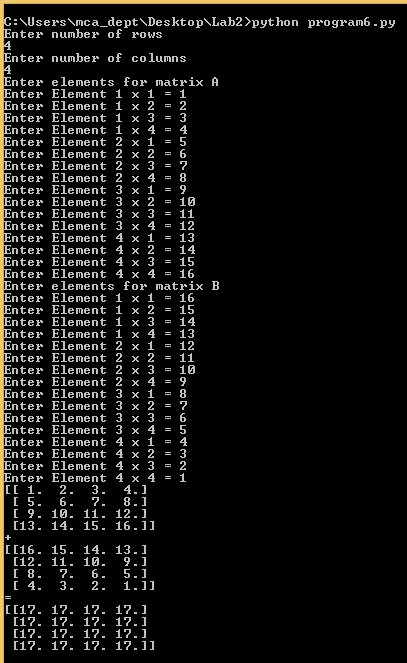 C:\Users\mca_dept\Desktop\Lab2>python program6.py
Enter number of rows
4
Enter number of columns
4
Enter elements for matrix A
Enter Element 1 x 1 = 1
Enter Element 1 x 2 = 2
Enter Element 1 x 3 = 3
Enter Element 1 x 4 = 4
Enter Element 2 x 1 = 5
Enter Element 2 x 2 = 6
Enter Element 2 x 3 = 7
Enter Element 2 x 4 = 8
Enter Element 3 x 1 = 9
Enter Element 3 x 2 = 10
Enter Element 3 x 3 = 11
Enter Element 3 x 4 = 12
Enter Element 4 x 1 = 13
Enter Element 4 x 2 = 14
Enter Element 4 x 3 = 15
Enter Element 4 x 4 = 16
Enter elements for matrix B
Enter Element 1 x 1 = 16
Enter Element 1 x 2 = 15
Enter Element 1 x 3 = 14
Enter Element 1 x 4 = 13
Enter Element 2 x 1 = 12
Enter Element 2 x 2 = 11
Enter Element 2 x 3 = 10
Enter Element 2 x 4 = 9
Enter Element 3 x 1 = 8
Enter Element 3 x 2 = 7
Enter Element 3 x 3 = 6
Enter Element 3 x 4 = 5
Enter Element 4 x 1 = 4
Enter Element 4 x 2 = 3
Enter Element 4 x 3 = 2
Enter Element 4 x 4 = 1
[[ 1.  2.  3.  4.]
 [ 5.  6.  7.  8.]
 [ 9. 10. 11. 12.]
 [13. 14. 15. 16.]]
+
[[16. 15. 14. 13.]
 [12. 11. 10.  9.]
 [ 8.  7.  6.  5.]
 [ 4.  3.  2.  1.]]
=
[[17. 17. 17. 17.]
 [17. 17. 17. 17.]
 [17. 17. 17. 17.]
 [17. 17. 17. 17.]]